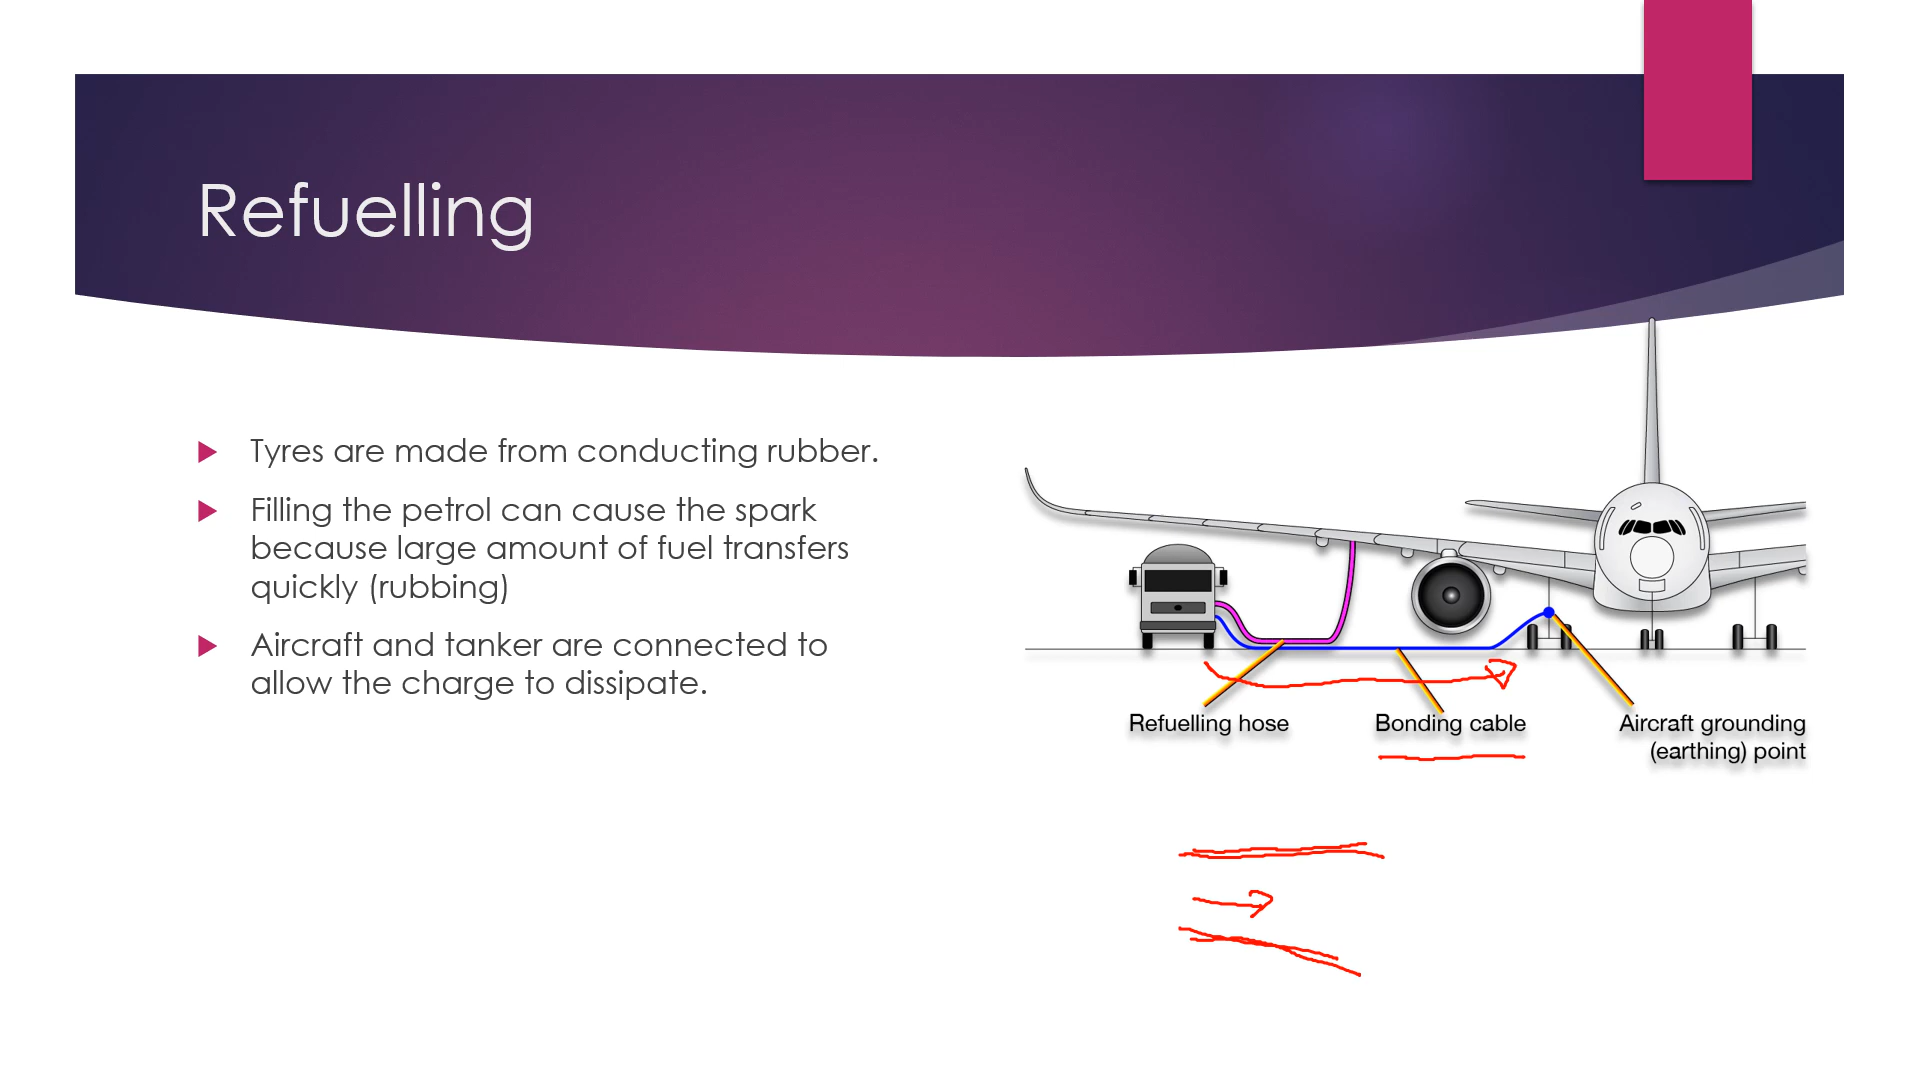 Refuelling
Tyres are made from conducting rubber.
Filling the petrol can cause the spark
because large amount of fuel transfers
quickly (rubbing)
Aircraft and tanker are connected to
allow the charge to dissipate.
Refuelling hose
Bonding cable
Aircraft grounding
(earthing) point